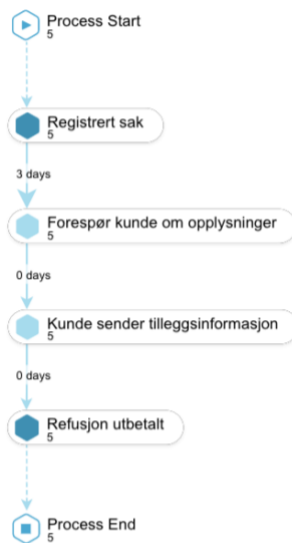 Process Start
5
Registrert sak
5
3 days
Forespør kunde om opplysninger
5
0 days
Kunde sender tilleggsinformasjon
5
0 days
Refusjon utbetalt
5
Process End
5